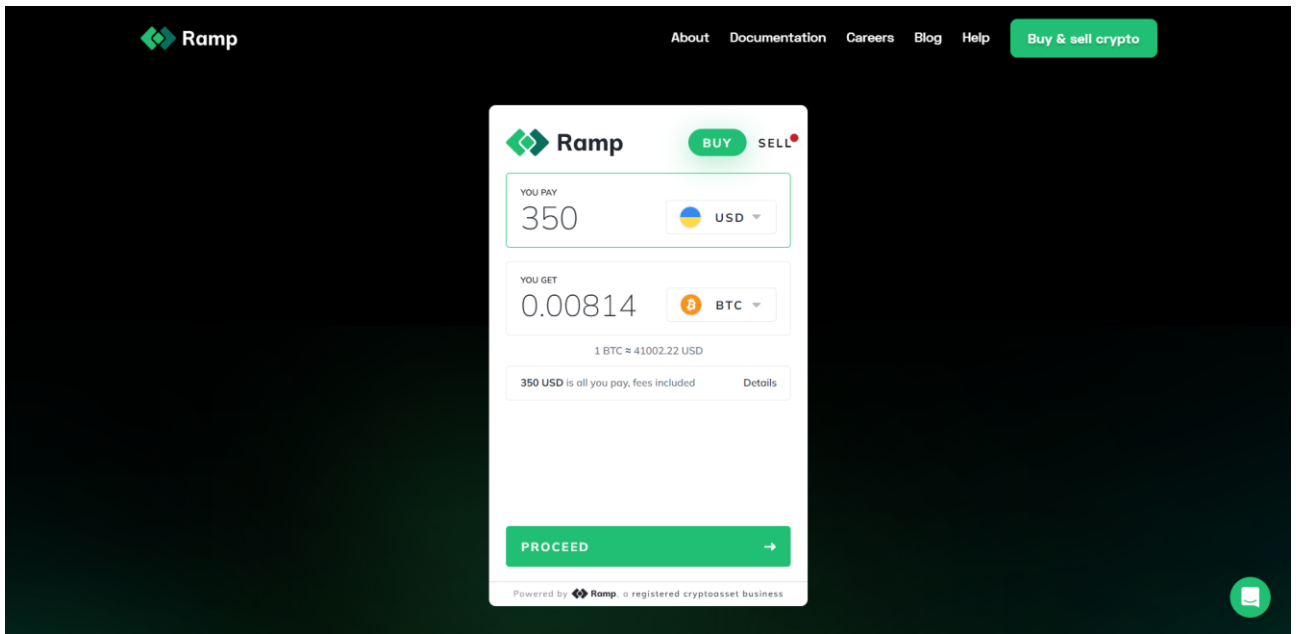 Ramp
About Documentation Careers Blog Help Buy & sell crypto
Ramp BUY SELL
YOU PAY
350 USD
YOU GET
0.00814 BTC
1 BTC ≈ 41002.22 USD
350 USD is all you pay, fees included Details
PROCEED →
Powered by Ramp, a registered cryptoasset business